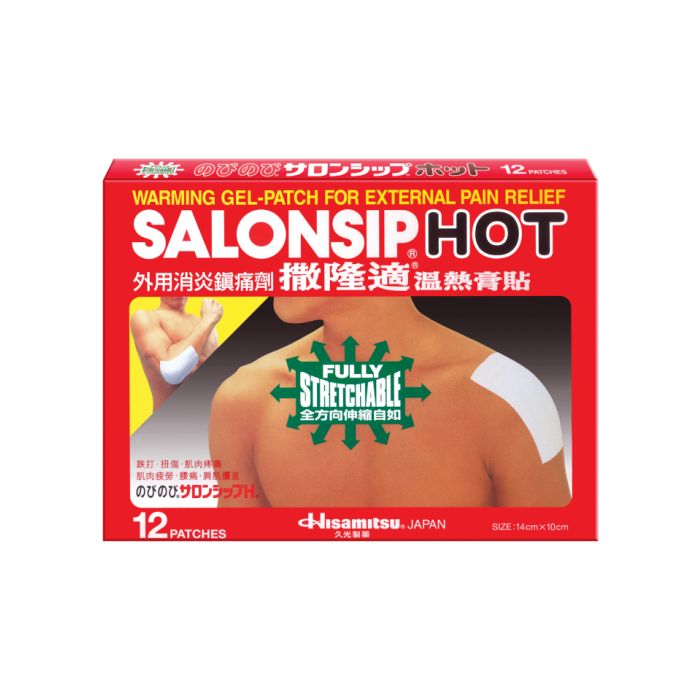 STRETCHABLE
のびのび サロンシップ ホット 12 PATCHES
WARMING GEL-PATCH FOR EXTERNAL PAIN RELIEF
SALONSIP® HOT
外用消炎鎮痛劑 撒隆適® 溫熱膏貼
FULLY
STRETCHABLE
全方向伸縮自如
跌打·扭傷·肌肉疼痛
肌肉疲勞·腰痛·肩肌僵直
のびのび®サロンシップH®
12 PATCHES
Hisamitsu® JAPAN
久光製藥
SIZE:14cm×10cm